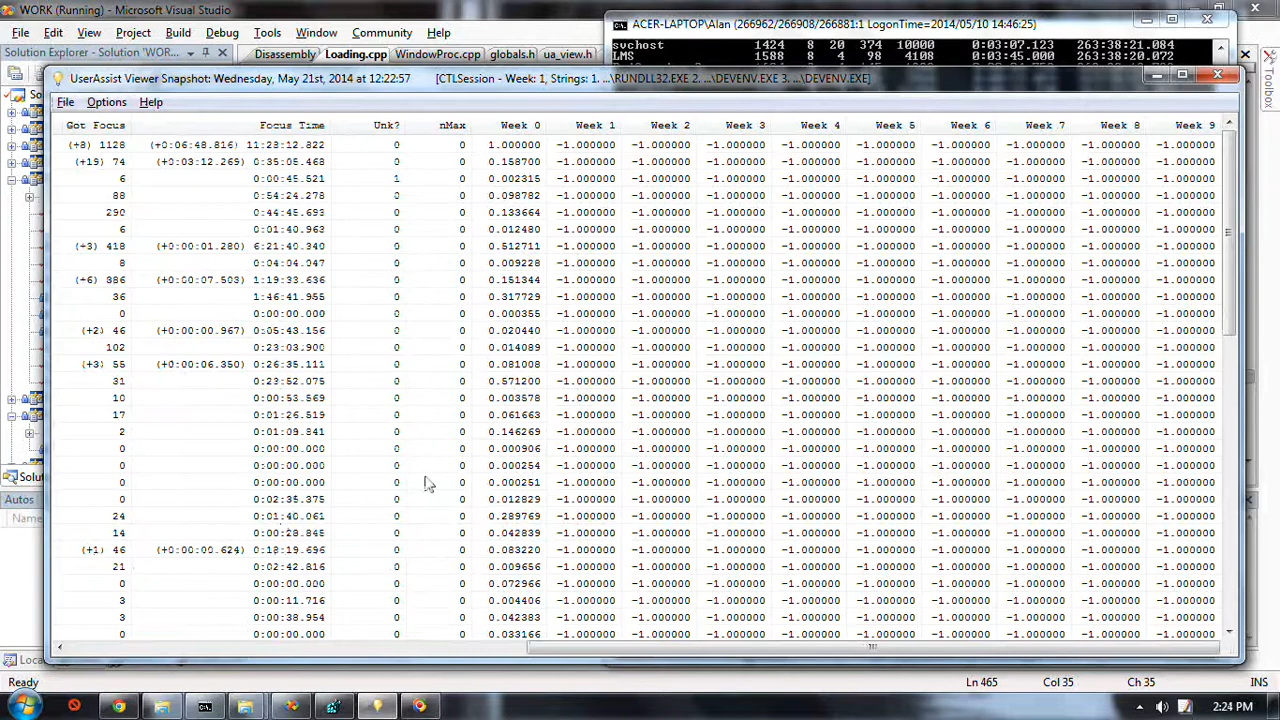 WORK (Running) - Microsoft Visual Studio
ACER-LAPTOP\Alan (266962/266908/266881:1 LogonTime=2014/05/10 14:46:25)
File Edit View Project Build Debug Tools Window Community Help
svchost 1424 8 20 374 10000 0:03:07.123 263:38:21.084
LMS 1588 8 4 98 4108 0:03:45.000 263:38:20.072
Solution Explorer - Solution 'WOR...
Disassembly Loading.cpp WindowProc.cpp globals.h ua_view.h
Toolbox
UserAssist Viewer Snapshot: Wednesday, May 21st, 2014 at 12:22:57 [CTLSession - Week: 1, Strings: 1. ...\RUNDLL32.EXE 2. ...\DEVENV.EXE 3. ...\DEVENV.EXE]
File Options Help
Got Focus Focus Time Unk? nMax Week 0 Week 1 Week 2 Week 3 Week 4 Week 5 Week 6 Week 7 Week 8 Week 9
(+8) 1128 (+0:06:48.816) 11:23:12.822 0 0 1.000000 -1.000000 -1.000000 -1.000000 -1.000000 -1.000000 -1.000000 -1.000000 -1.000000 -1.000000
(+19) 74 (+0:03:12.269) 0:35:05.468 0 0 0.158700 -1.000000 -1.000000 -1.000000 -1.000000 -1.000000 -1.000000 -1.000000 -1.000000 -1.000000
6 0:00:45.521 1 0 0.002315 -1.000000 -1.000000 -1.000000 -1.000000 -1.000000 -1.000000 -1.000000 -1.000000 -1.000000
88 0:54:24.278 0 0 0.098782 -1.000000 -1.000000 -1.000000 -1.000000 -1.000000 -1.000000 -1.000000 -1.000000 -1.000000
290 0:44:45.693 0 0 0.133664 -1.000000 -1.000000 -1.000000 -1.000000 -1.000000 -1.000000 -1.000000 -1.000000 -1.000000
6 0:01:40.963 0 0 0.012480 -1.000000 -1.000000 -1.000000 -1.000000 -1.000000 -1.000000 -1.000000 -1.000000 -1.000000
(+3) 418 (+0:00:01.280) 6:21:40.340 0 0 0.512711 -1.000000 -1.000000 -1.000000 -1.000000 -1.000000 -1.000000 -1.000000 -1.000000 -1.000000
8 0:04:04.047 0 0 0.009228 -1.000000 -1.000000 -1.000000 -1.000000 -1.000000 -1.000000 -1.000000 -1.000000 -1.000000
(+6) 386 (+0:00:07.503) 1:19:33.636 0 0 0.151344 -1.000000 -1.000000 -1.000000 -1.000000 -1.000000 -1.000000 -1.000000 -1.000000 -1.000000
36 1:46:41.955 0 0 0.317729 -1.000000 -1.000000 -1.000000 -1.000000 -1.000000 -1.000000 -1.000000 -1.000000 -1.000000
0 0:00:00.000 0 0 0.000355 -1.000000 -1.000000 -1.000000 -1.000000 -1.000000 -1.000000 -1.000000 -1.000000 -1.000000
(+2) 46 (+0:00:00.967) 0:05:43.156 0 0 0.020440 -1.000000 -1.000000 -1.000000 -1.000000 -1.000000 -1.000000 -1.000000 -1.000000 -1.000000
102 0:23:03.900 0 0 0.014089 -1.000000 -1.000000 -1.000000 -1.000000 -1.000000 -1.000000 -1.000000 -1.000000 -1.000000
(+3) 55 (+0:00:06.350) 0:26:35.111 0 0 0.081008 -1.000000 -1.000000 -1.000000 -1.000000 -1.000000 -1.000000 -1.000000 -1.000000 -1.000000
31 0:23:52.075 0 0 0.571200 -1.000000 -1.000000 -1.000000 -1.000000 -1.000000 -1.000000 -1.000000 -1.000000 -1.000000
10 0:00:53.569 0 0 0.003578 -1.000000 -1.000000 -1.000000 -1.000000 -1.000000 -1.000000 -1.000000 -1.000000 -1.000000
17 0:01:26.519 0 0 0.061663 -1.000000 -1.000000 -1.000000 -1.000000 -1.000000 -1.000000 -1.000000 -1.000000 -1.000000
2 0:01:09.341 0 0 0.146269 -1.000000 -1.000000 -1.000000 -1.000000 -1.000000 -1.000000 -1.000000 -1.000000 -1.000000
0 0:00:00.000 0 0 0.000906 -1.000000 -1.000000 -1.000000 -1.000000 -1.000000 -1.000000 -1.000000 -1.000000 -1.000000
0 0:00:00.000 0 0 0.000254 -1.000000 -1.000000 -1.000000 -1.000000 -1.000000 -1.000000 -1.000000 -1.000000 -1.000000
0 0:00:00.000 0 0 0.000251 -1.000000 -1.000000 -1.000000 -1.000000 -1.000000 -1.000000 -1.000000 -1.000000 -1.000000
0 0:02:35.375 0 0 0.012829 -1.000000 -1.000000 -1.000000 -1.000000 -1.000000 -1.000000 -1.000000 -1.000000 -1.000000
24 0:01:40.061 0 0 0.289769 -1.000000 -1.000000 -1.000000 -1.000000 -1.000000 -1.000000 -1.000000 -1.000000 -1.000000
14 0:00:28.845 0 0 0.042839 -1.000000 -1.000000 -1.000000 -1.000000 -1.000000 -1.000000 -1.000000 -1.000000 -1.000000
(+1) 46 (+0:00:00.624) 0:18:19.696 0 0 0.083220 -1.000000 -1.000000 -1.000000 -1.000000 -1.000000 -1.000000 -1.000000 -1.000000 -1.000000
21 0:02:42.816 0 0 0.009656 -1.000000 -1.000000 -1.000000 -1.000000 -1.000000 -1.000000 -1.000000 -1.000000 -1.000000
0 0:00:00.000 0 0 0.072966 -1.000000 -1.000000 -1.000000 -1.000000 -1.000000 -1.000000 -1.000000 -1.000000 -1.000000
3 0:00:11.716 0 0 0.004406 -1.000000 -1.000000 -1.000000 -1.000000 -1.000000 -1.000000 -1.000000 -1.000000 -1.000000
3 0:00:38.954 0 0 0.042383 -1.000000 -1.000000 -1.000000 -1.000000 -1.000000 -1.000000 -1.000000 -1.000000 -1.000000
0 0:00:00.000 0 0 0.033166 -1.000000 -1.000000 -1.000000 -1.000000 -1.000000 -1.000000 -1.000000 -1.000000 -1.000000
So
Solut
Autos
Name
Loca
Ready Ln 465 Col 35 Ch 35 INS
2:24 PM